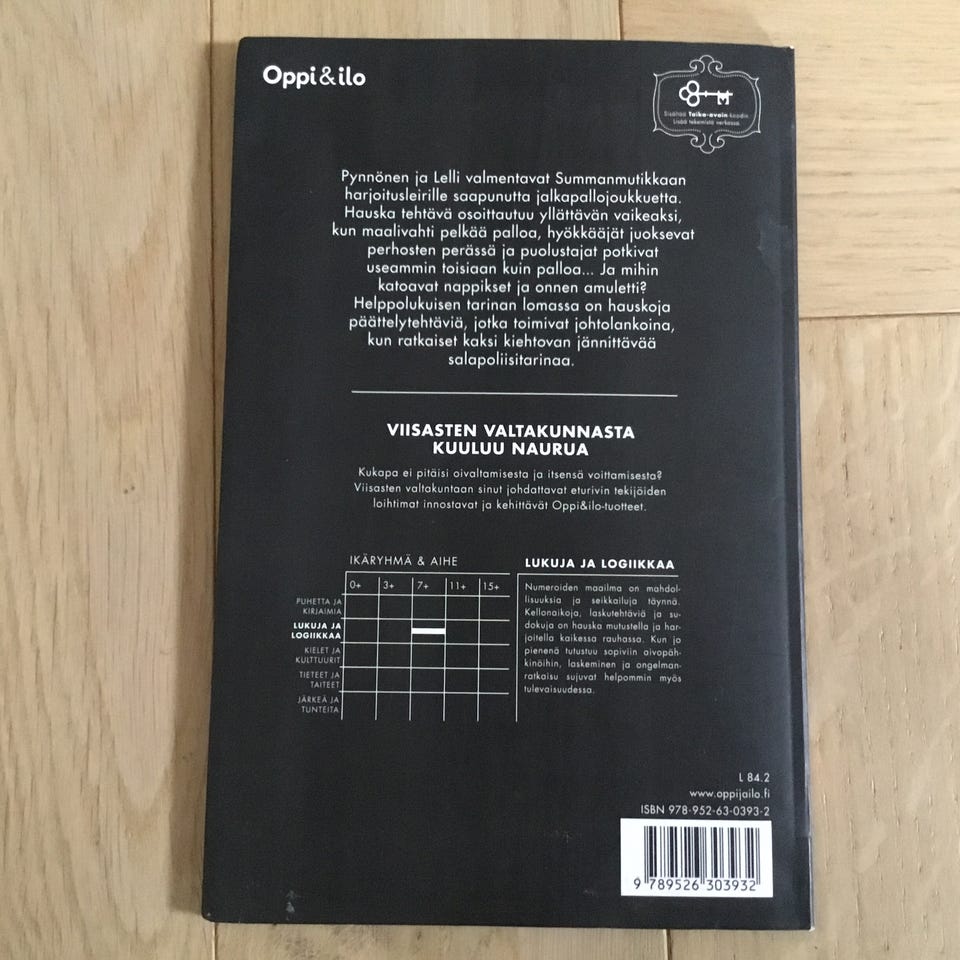 Oppi&ilo
Sisältää Taika-avain-koodin
Lisää tekemistä verkossa.
Pynnönen ja Lelli valmentavat Summanmutikkaan
harjoitusleirille saapunutta jalkapallojoukkuetta.
Hauska tehtävä osoittautuu yllättävän vaikeaksi,
kun maalivahti pelkää palloa, hyökkääjät juoksevat
perhosten perässä ja puolustajat potkivat
useammin toisiaan kuin palloa... Ja mihin
katoavat nappikset ja onnen amuletti?
Helppolukuisen tarinan lomassa on hauskoja
päättelytehtäviä, jotka toimivat johtolankoina,
kun ratkaiset kaksi kiehtovan jännittävää
salapoliisitarinaa.
VIISASTEN VALTAKUNNASTA
KUULUU NAURUA
Kukapa ei pitäisi oivaltamisesta ja itsensä voittamisesta?
Viisasten valtakuntaan sinut johdattavat eturivin tekijöiden
loihtimat innostavat ja kehittävät Oppi&ilo-tuotteet.
IKÄRYHMÄ & AIHE
0+ 3+ 7+ 11+ 15+
PUHETTA JA
KIRJAIMIA
LUKUJA JA
LOGIIKKAA
KIELET JA
KULTTUURIT
TIETEET JA
TAITEET
JÄRKEÄ JA
TUNTEITA
LUKUJA JA LOGIIKKAA
Numeroiden maailma on mahdol-
lisuuksia ja seikkailuja täynnä.
Kellonaikoja, laskutehtäviä ja su-
dokuja on hauska mutustella ja har-
joitella kaikessa rauhassa. Kun jo
pienenä tutustuu sopiviin aivopäh-
kinöihin, laskeminen ja ongelman-
ratkaisu sujuvat helpommin myös
tulevaisuudessa.
L 84.2
www.oppijailo.fi
ISBN 978-952-63-0393-2
9 789526 303932